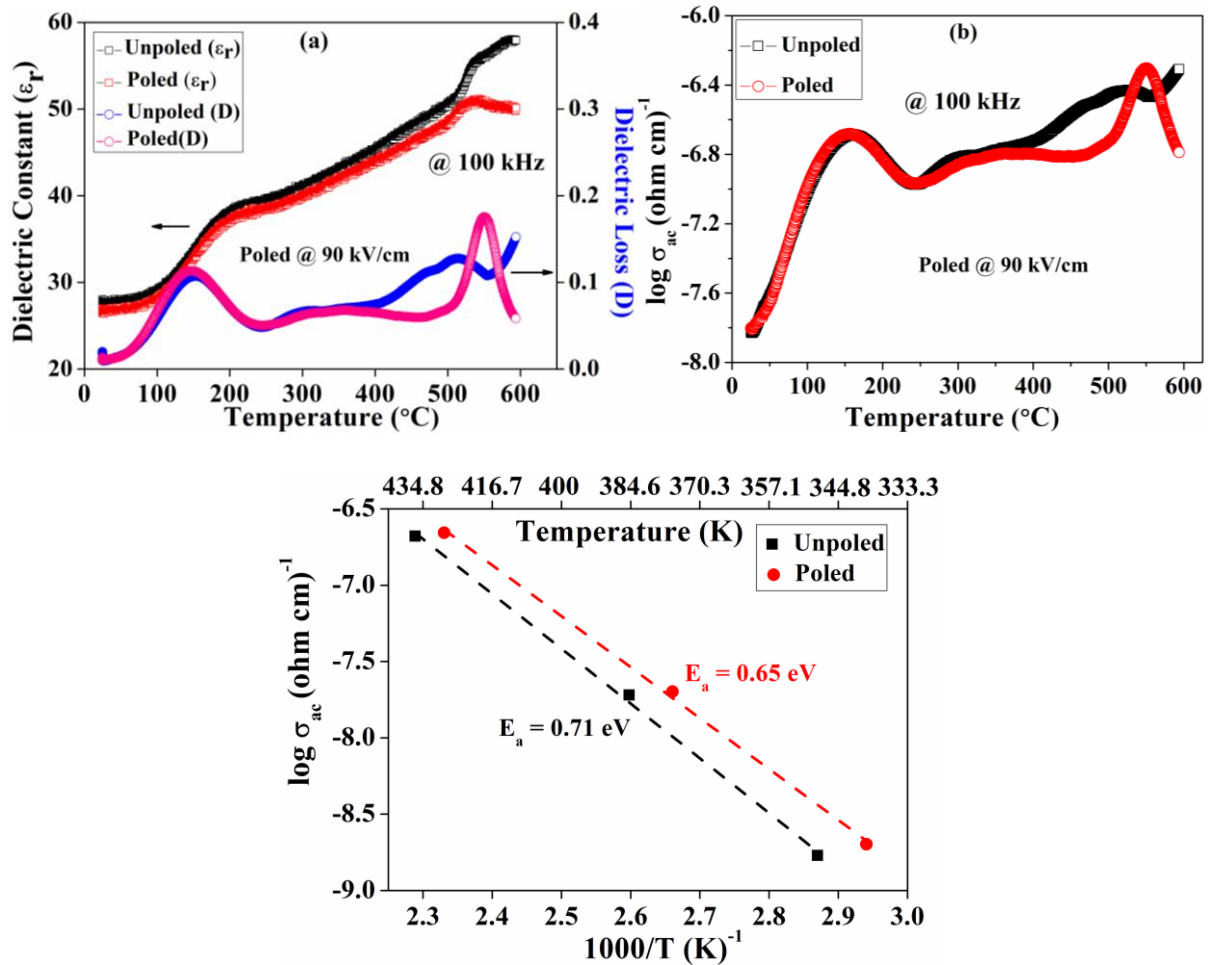 (a)
Unpoled (εr)
Poled (εr)
Unpoled (D)
Poled(D)
@ 100 kHz
Poled @ 90 kV/cm
60
50
40
30
20
Dielectric Constant (εr)
0.4
0.3
0.2
0.1
0.0
Dielectric Loss (D)
0 100 200 300 400 500 600
Temperature (°C)
(b)
Unpoled
Poled
@ 100 kHz
Poled @ 90 kV/cm
-6.0
-6.4
-6.8
-7.2
-7.6
-8.0
log σac (ohm cm)-1
0 100 200 300 400 500 600
Temperature (°C)
434.8 416.7 400 384.6 370.3 357.1 344.8 333.3
Temperature (K)
Unpoled
Poled
Ea = 0.65 eV
Ea = 0.71 eV
-6.5
-7.0
-7.5
-8.0
-8.5
-9.0
log σac (ohm cm)-1
2.3 2.4 2.5 2.6 2.7 2.8 2.9 3.0
1000/T (K)-1